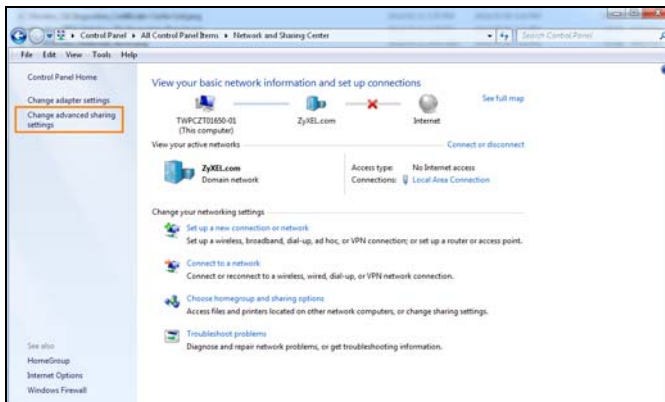 Control Panel ▸ All Control Panel Items ▸ Network and Sharing Center
Search Control Panel
File Edit View Tools Help
Control Panel Home
Change adapter settings
Change advanced sharing
settings
See also
HomeGroup
Internet Options
Windows Firewall
View your basic network information and set up connections
See full map
TWPCZT01650-01
(This computer)
ZyXEL.com
Internet
View your active networks
Connect or disconnect
ZyXEL.com
Domain network
Access type: No Internet access
Connections: Local Area Connection
Change your networking settings
Set up a new connection or network
Set up a wireless, broadband, dial-up, ad hoc, or VPN connection; or set up a router or access point.
Connect to a network
Connect or reconnect to a wireless, wired, dial-up, or VPN network connection.
Choose homegroup and sharing options
Access files and printers located on other network computers, or change sharing settings.
Troubleshoot problems
Diagnose and repair network problems, or get troubleshooting information.